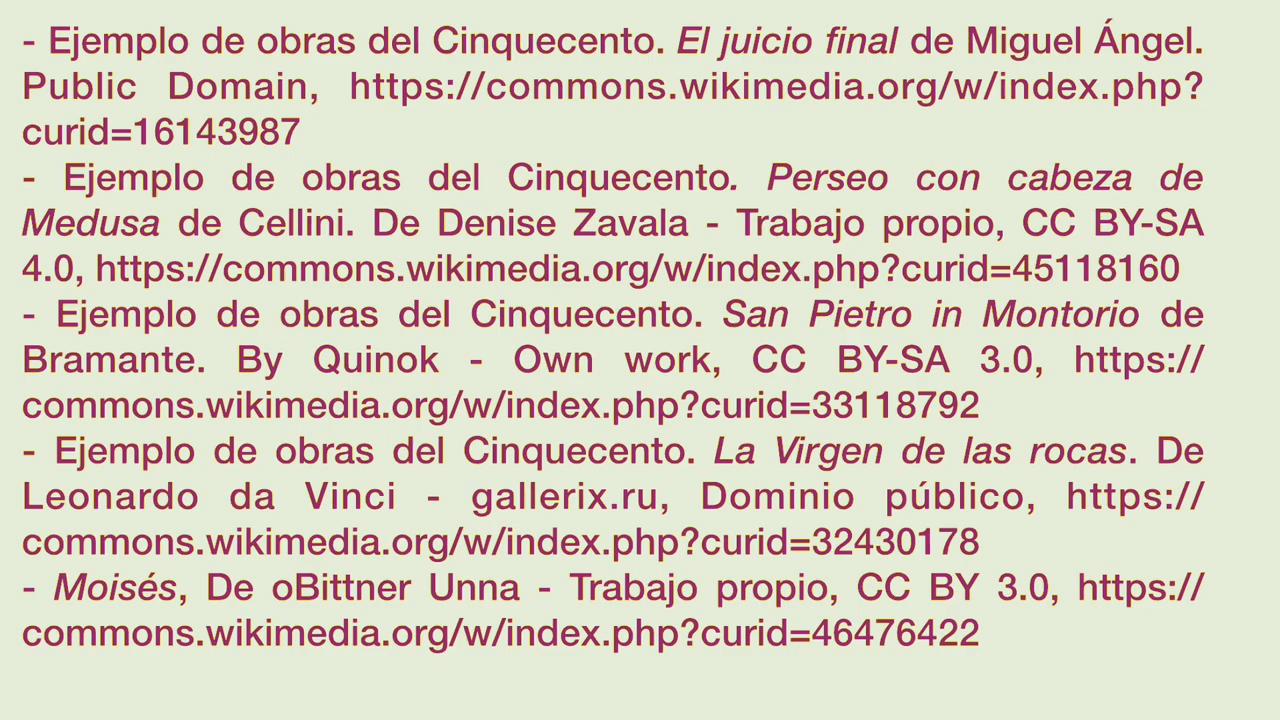 - Ejemplo de obras del Cinquecento. El juicio final de Miguel Ángel.
Public Domain, https://commons.wikimedia.org/w/index.php?
curid=16143987
- Ejemplo de obras del Cinquecento. Perseo con cabeza de
Medusa de Cellini. De Denise Zavala - Trabajo propio, CC BY-SA
4.0, https://commons.wikimedia.org/w/index.php?curid=45118160
- Ejemplo de obras del Cinquecento. San Pietro in Montorio de
Bramante. By Quinok - Own work, CC BY-SA 3.0, https://
commons.wikimedia.org/w/index.php?curid=33118792
- Ejemplo de obras del Cinquecento. La Virgen de las rocas. De
Leonardo da Vinci - gallerix.ru, Dominio público, https://
commons.wikimedia.org/w/index.php?curid=32430178
- Moisés, De oBittner Unna - Trabajo propio, CC BY 3.0, https://
commons.wikimedia.org/w/index.php?curid=46476422